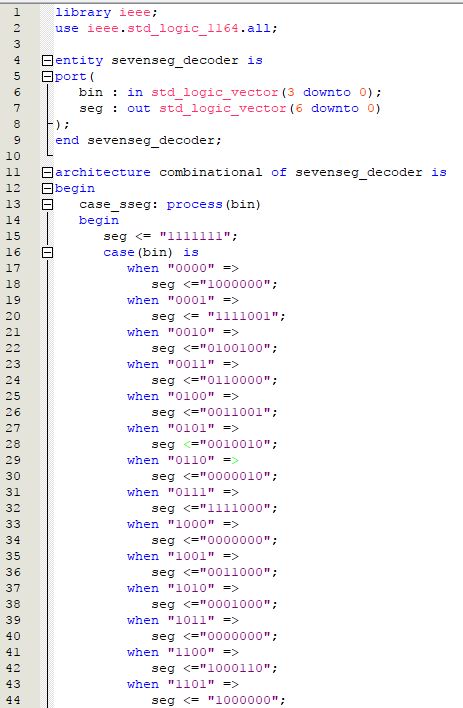 1 library ieee;
2 use ieee.std_logic_1164.all;
3
4 entity sevenseg_decoder is
5 port(
6 bin : in std_logic_vector(3 downto 0);
7 seg : out std_logic_vector(6 downto 0)
8 );
9 end sevenseg_decoder;
10
11 architecture combinational of sevenseg_decoder is
12 begin
13 case_sseg: process(bin)
14 begin
15 seg <= "1111111";
16 case(bin) is
17 when "0000" =>
18 seg <="1000000";
19 when "0001" =>
20 seg <= "1111001";
21 when "0010" =>
22 seg <="0100100";
23 when "0011" =>
24 seg <="0110000";
25 when "0100" =>
26 seg <="0011001";
27 when "0101" =>
28 seg <="0010010";
29 when "0110" =>
30 seg <="0000010";
31 when "0111" =>
32 seg <="1111000";
33 when "1000" =>
34 seg <="0000000";
35 when "1001" =>
36 seg <="0011000";
37 when "1010" =>
38 seg <="0001000";
39 when "1011" =>
40 seg <="0000000";
41 when "1100" =>
42 seg <="1000110";
43 when "1101" =>
44 seg <= "1000000";